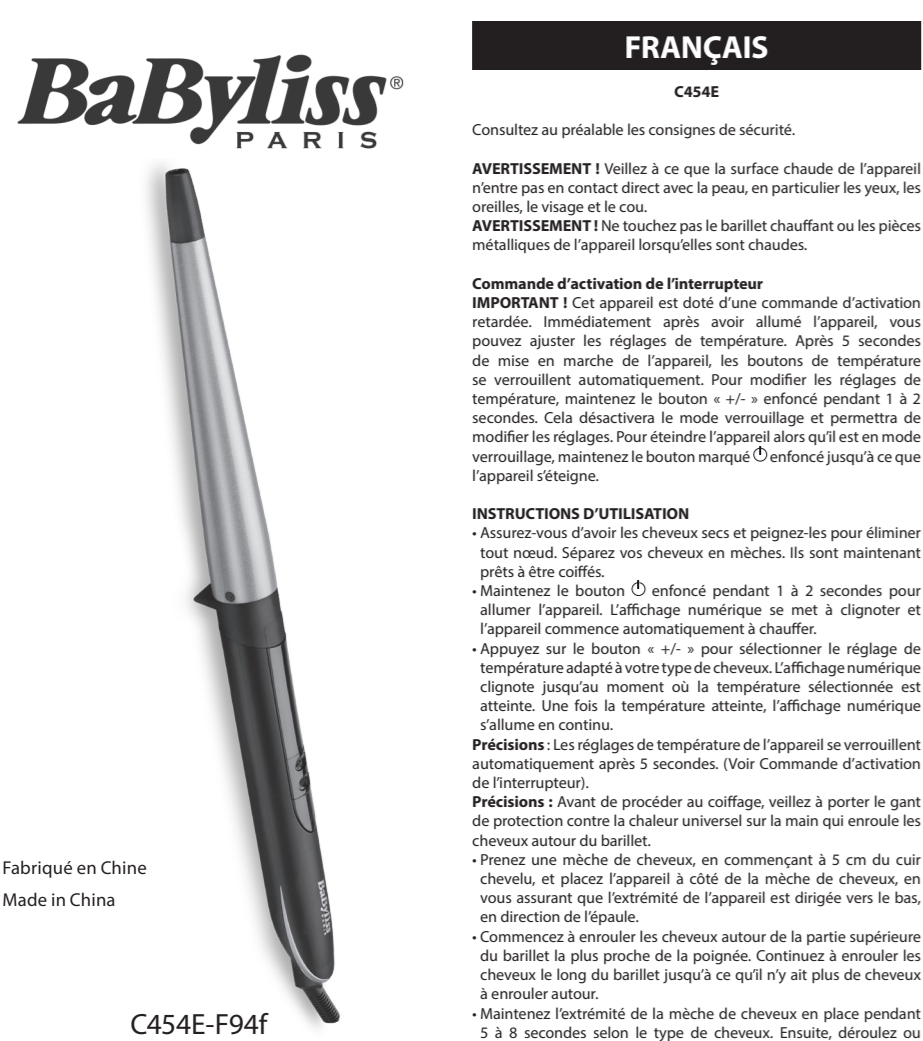 BaByliss®
PARIS
BaByliss
Fabriqué en Chine
Made in China
C454E-F94f
FRANÇAIS
C454E
Consultez au préalable les consignes de sécurité.
AVERTISSEMENT ! Veillez à ce que la surface chaude de l’appareil
n’entre pas en contact direct avec la peau, en particulier les yeux, les
oreilles, le visage et le cou.
AVERTISSEMENT ! Ne touchez pas le barillet chauffant ou les pièces
métalliques de l’appareil lorsqu’elles sont chaudes.
Commande d’activation de l’interrupteur
IMPORTANT ! Cet appareil est doté d’une commande d’activation
retardée. Immédiatement après avoir allumé l’appareil, vous
pouvez ajuster les réglages de température. Après 5 secondes
de mise en marche de l’appareil, les boutons de température
se verrouillent automatiquement. Pour modifier les réglages de
température, maintenez le bouton « +/- » enfoncé pendant 1 à 2
secondes. Cela désactivera le mode verrouillage et permettra de
modifier les réglages. Pour éteindre l’appareil alors qu’il est en mode
verrouillage, maintenez le bouton marqué enfoncé jusqu’à ce que
l’appareil s’éteigne.
INSTRUCTIONS D’UTILISATION
• Assurez-vous d’avoir les cheveux secs et peignez-les pour éliminer
tout nœud. Séparez vos cheveux en mèches. Ils sont maintenant
prêts à être coiffés.
• Maintenez le bouton enfoncé pendant 1 à 2 secondes pour
allumer l’appareil. L’affichage numérique se met à clignoter et
l’appareil commence automatiquement à chauffer.
• Appuyez sur le bouton « +/- » pour sélectionner le réglage de
température adapté à votre type de cheveux. L’affichage numérique
clignote jusqu’au moment où la température sélectionnée est
atteinte. Une fois la température atteinte, l’affichage numérique
s’allume en continu.
Précisions : Les réglages de température de l’appareil se verrouillent
automatiquement après 5 secondes. (Voir Commande d’activation
de l’interrupteur).
Précisions : Avant de procéder au coiffage, veillez à porter le gant
de protection contre la chaleur universel sur la main qui enroule les
cheveux autour du barillet.
• Prenez une mèche de cheveux, en commençant à 5 cm du cuir
chevelu, et placez l’appareil à côté de la mèche de cheveux, en
vous assurant que l’extrémité de l’appareil est dirigée vers le bas,
en direction de l’épaule.
• Commencez à enrouler les cheveux autour de la partie supérieure
du barillet la plus proche de la poignée. Continuez à enrouler les
cheveux le long du barillet jusqu’à ce qu’il n’y ait plus de cheveux
à enrouler autour.
• Maintenez l’extrémité de la mèche de cheveux en place pendant
5 à 8 secondes selon le type de cheveux. Ensuite, déroulez ou